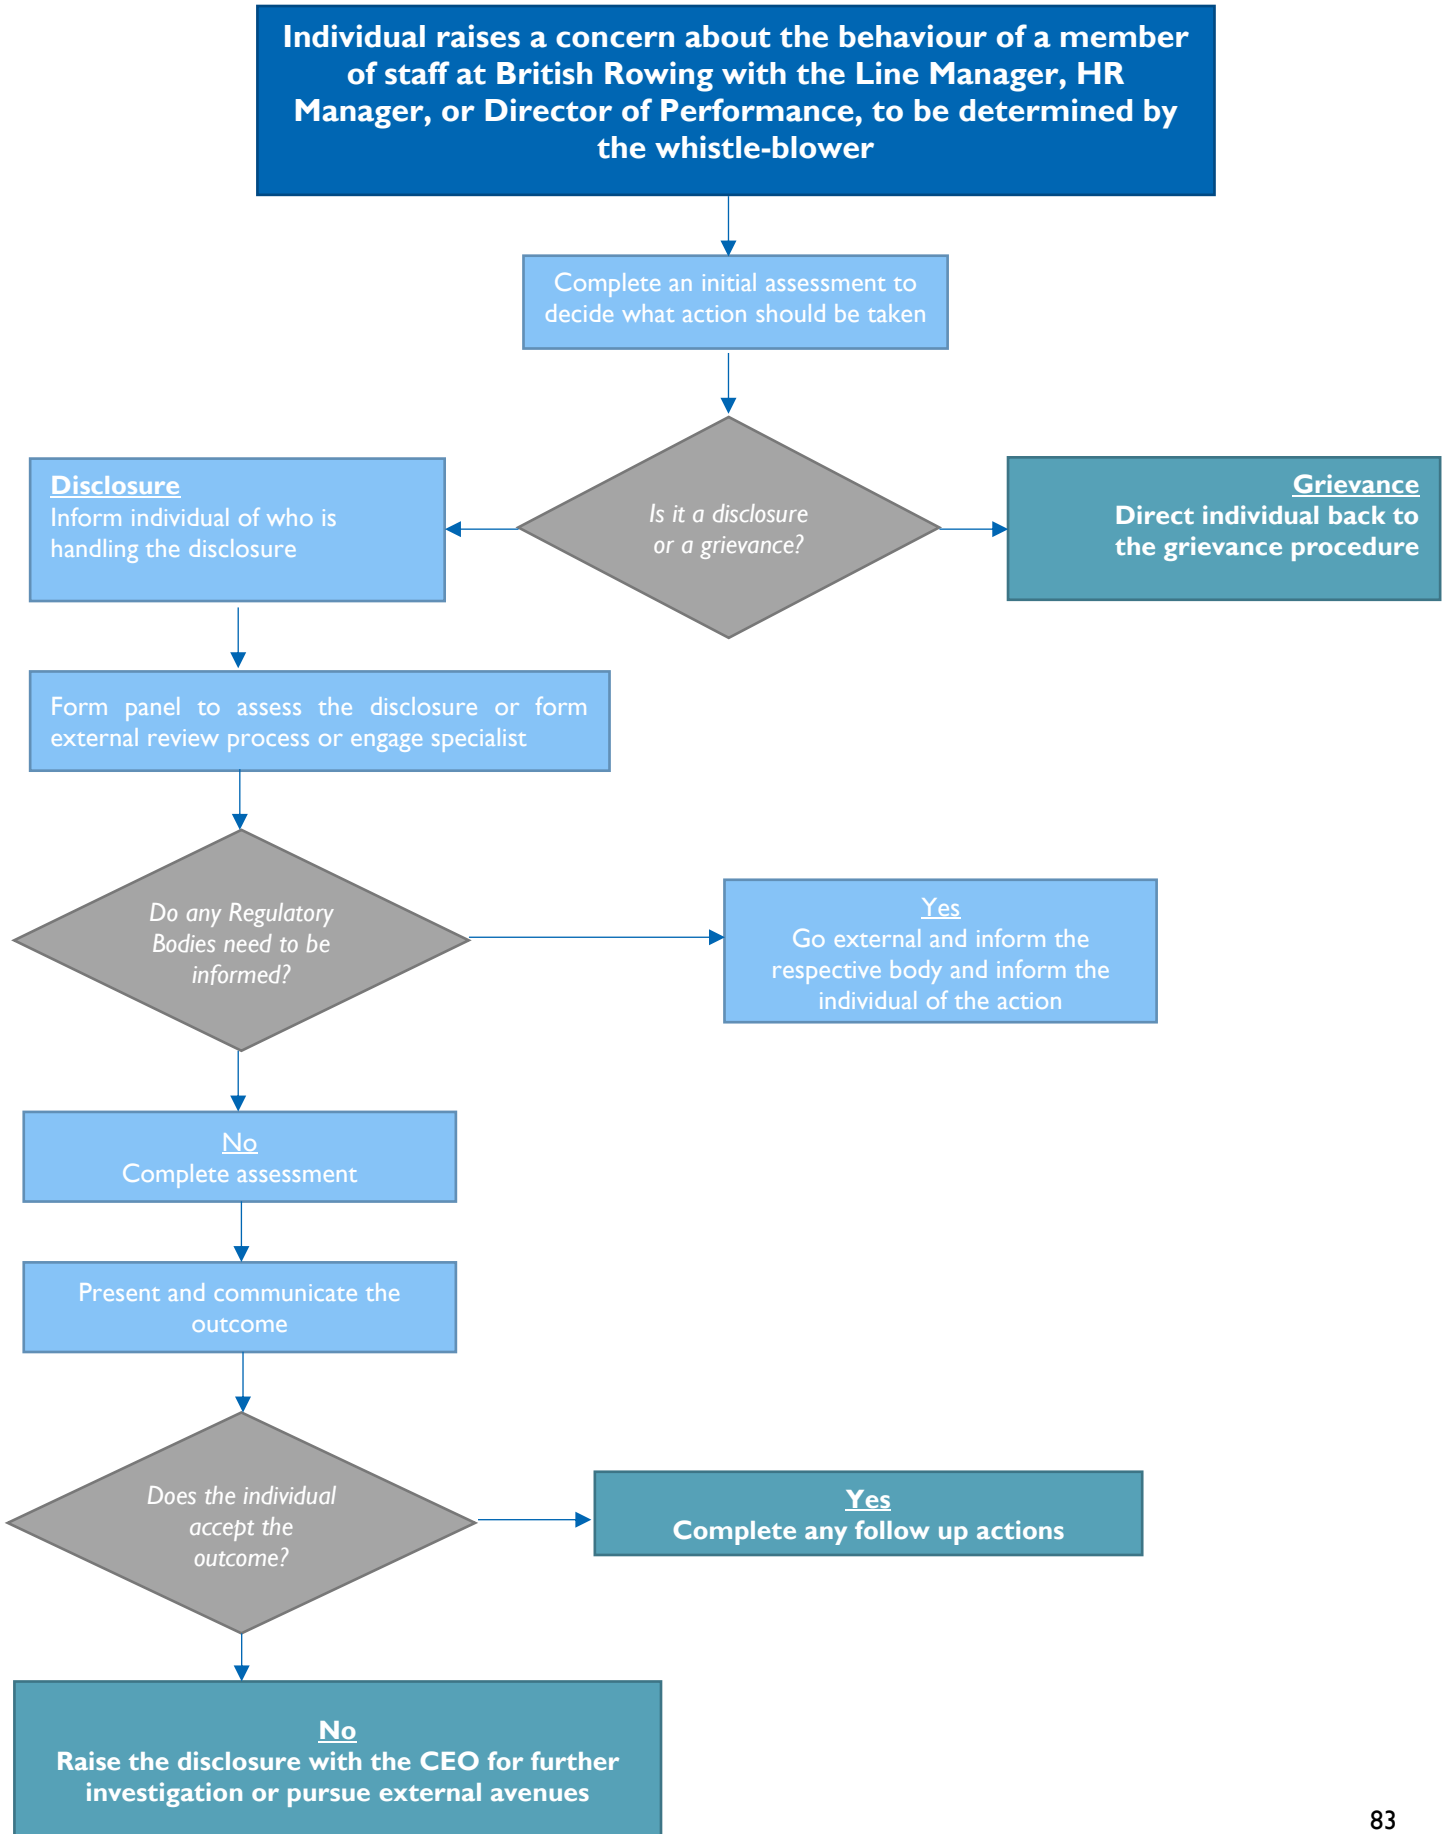 Individual raises a concern about the behaviour of a member
of staff at British Rowing with the Line Manager, HR
Manager, or Director of Performance, to be determined by
the whistle-blower
Complete an initial assessment to
decide what action should be taken
Is it a disclosure
or a grievance?
Disclosure
Inform individual of who is
handling the disclosure
Grievance
Direct individual back to
the grievance procedure
Form panel to assess the disclosure or form
external review process or engage specialist
Do any Regulatory
Bodies need to be
informed?
Yes
Go external and inform the
respective body and inform the
individual of the action
No
Complete assessment
Present and communicate the
outcome
Does the individual
accept the
outcome?
Yes
Complete any follow up actions
No
Raise the disclosure with the CEO for further
investigation or pursue external avenues
83